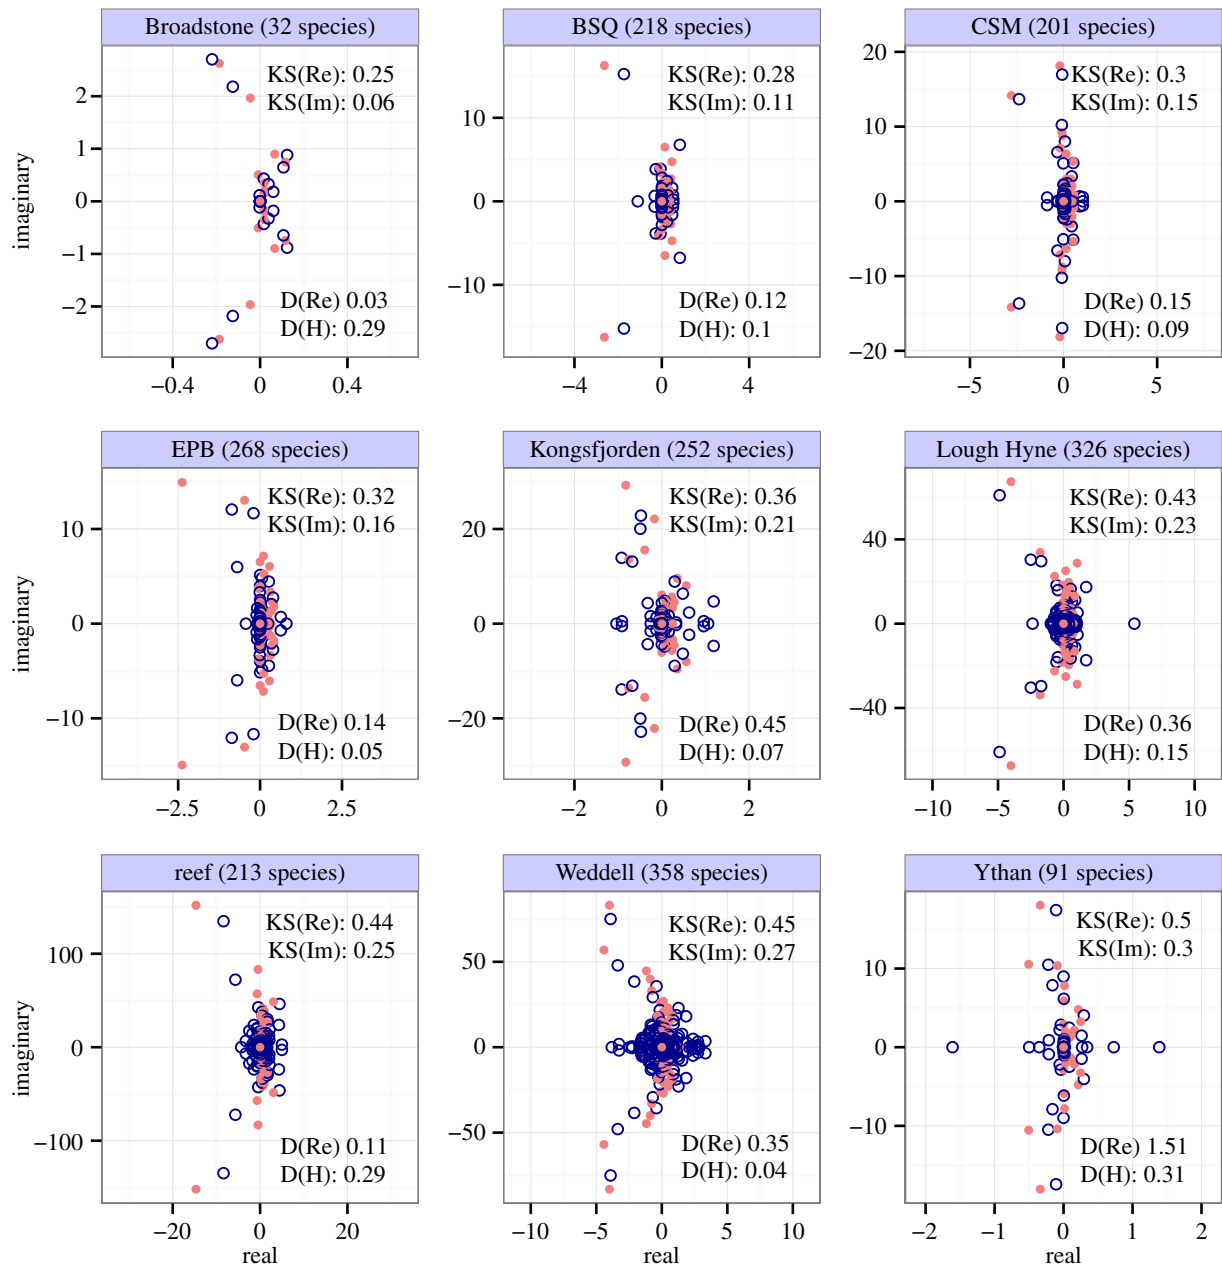 Broadstone (32 species)
KS(Re): 0.25
KS(Im): 0.06
D(Re) 0.03
D(H): 0.29
2
1
0
−1
−2
imaginary
−0.4
0
0.4
BSQ (218 species)
KS(Re): 0.28
KS(Im): 0.11
D(Re) 0.12
D(H): 0.1
10
0
−10
−4
0
4
CSM (201 species)
KS(Re): 0.3
KS(Im): 0.15
D(Re) 0.15
D(H): 0.09
20
10
0
−10
−20
−5
0
5
EPB (268 species)
KS(Re): 0.32
KS(Im): 0.16
D(Re) 0.14
D(H): 0.05
10
0
−10
imaginary
−2.5
0
2.5
Kongsfjorden (252 species)
KS(Re): 0.36
KS(Im): 0.21
D(Re) 0.45
D(H): 0.07
20
0
−20
−2
0
2
Lough Hyne (326 species)
KS(Re): 0.43
KS(Im): 0.23
D(Re) 0.36
D(H): 0.15
40
0
−40
−10
−5
0
5
10
reef (213 species)
KS(Re): 0.44
KS(Im): 0.25
D(Re) 0.11
D(H): 0.29
100
0
−100
imaginary
−20
0
20
real
Weddell (358 species)
KS(Re): 0.45
KS(Im): 0.27
D(Re) 0.35
D(H): 0.04
50
0
−50
−10
−5
0
5
10
real
Ythan (91 species)
KS(Re): 0.5
KS(Im): 0.3
D(Re) 1.51
D(H): 0.31
10
0
−10
−2
−1
0
1
2
real